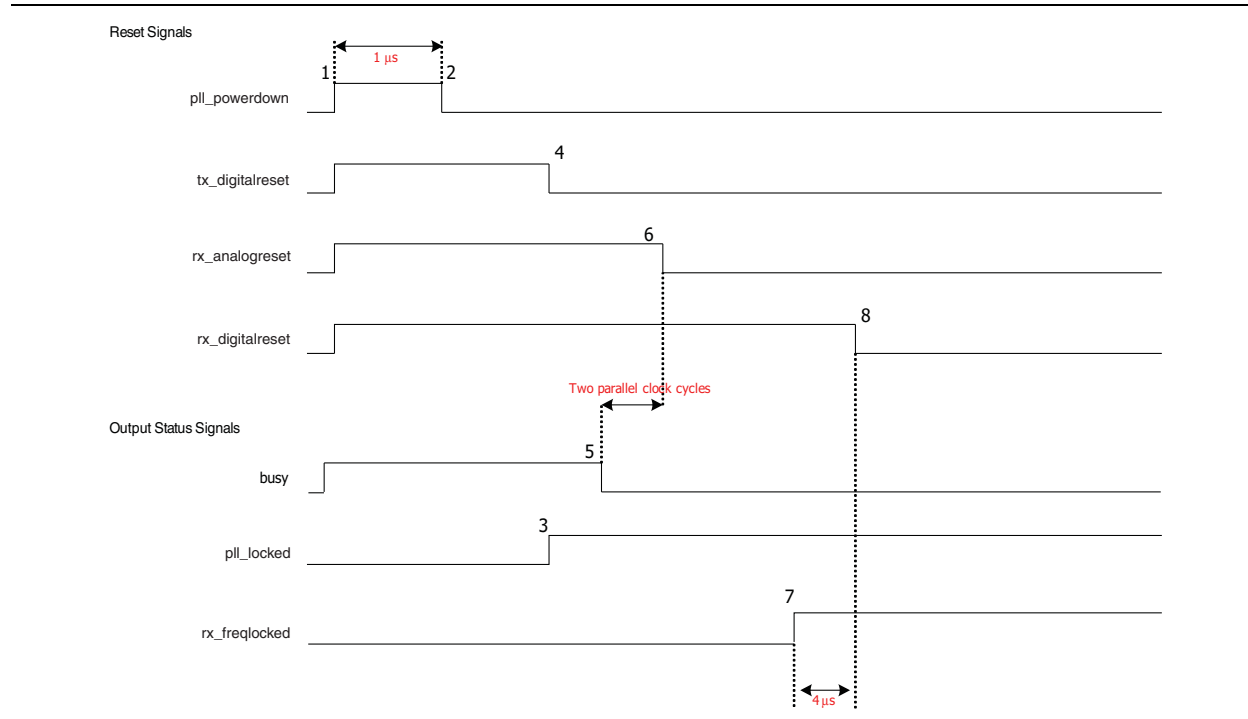 Reset Signals
1 μs
1
2
pll_powerdown
4
tx_digitalreset
6
rx_analogreset
8
rx_digitalreset
Two parallel clock cycles
Output Status Signals
5
busy
3
pll_locked
7
rx_freqlocked
4 μs